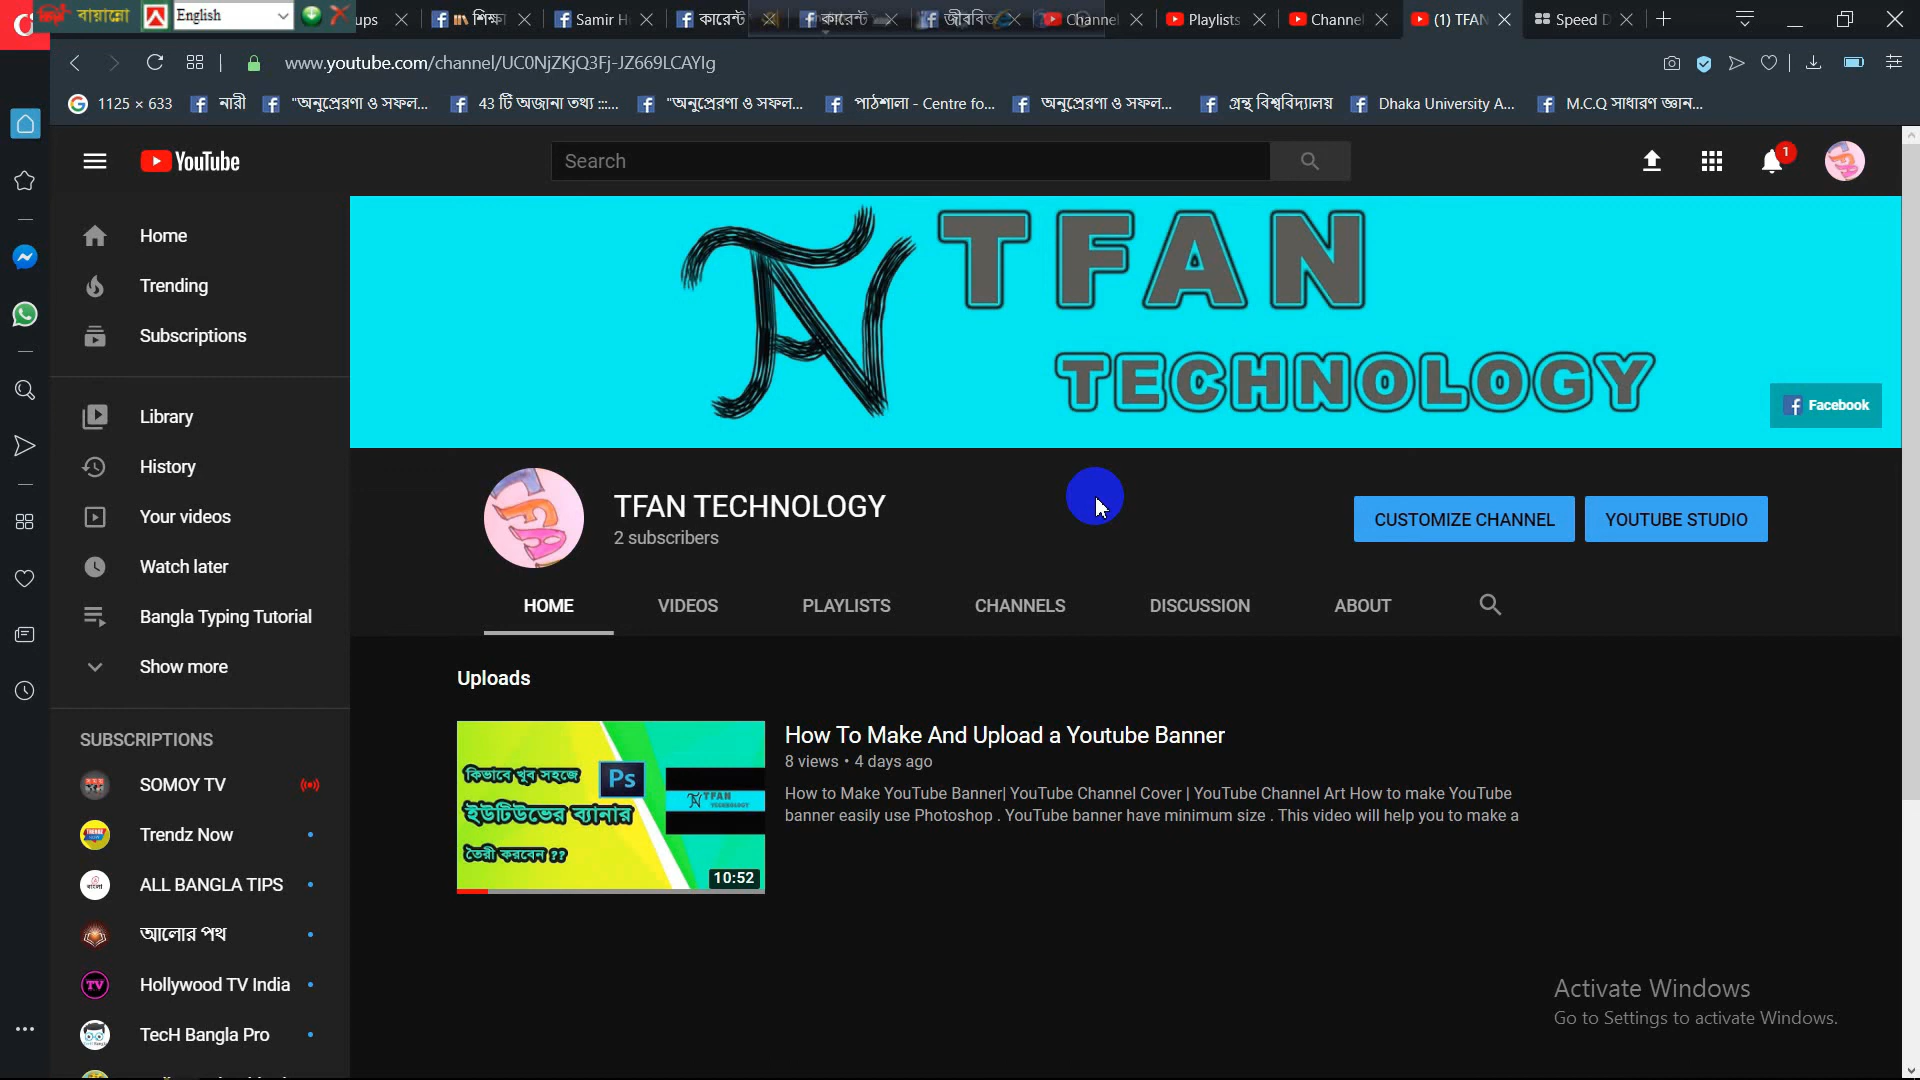 বায়ান্নো English
ups শিক্ষ Samir H কারেন্ট কারেন্ট জীববি Channel Playlists Channel (1) TFAN Speed D
www.youtube.com/channel/UC0NjZKjQ3Fj-JZ669LCAYIg
1125 × 633 নারী "অনুপ্রেরণা ও সফল... 43 টি অজানা তথ্য :::... "অনুপ্রেরণা ও সফল... পাঠশালা - Centre fo... অনুপ্রেরণা ও সফল... গ্রন্থ বিশ্ববিদ্যালয় Dhaka University A... M.C.Q সাধারণ জ্ঞান...
YouTube
Search
1
Home
Trending
Subscriptions
Library
History
Your videos
Watch later
Bangla Typing Tutorial
Show more
SUBSCRIPTIONS
SOMOY TV
Trendz Now
ALL BANGLA TIPS
আলোর পথ
Hollywood TV India
TecH Bangla Pro
TFAN
TECHNOLOGY
Facebook
TFAN TECHNOLOGY
2 subscribers
CUSTOMIZE CHANNEL YOUTUBE STUDIO
HOME VIDEOS PLAYLISTS CHANNELS DISCUSSION ABOUT
Uploads
কিভাবে খুব সহজে
Ps
ইউটিউভের ব্যানার
তৈরী করবেন ??
TFAN
TECHNOLOGY
10:52
How To Make And Upload a Youtube Banner
8 views • 4 days ago
How to Make YouTube Banner| YouTube Channel Cover | YouTube Channel Art How to make YouTube
banner easily use Photoshop . YouTube banner have minimum size . This video will help you to make a
Activate Windows
Go to Settings to activate Windows.